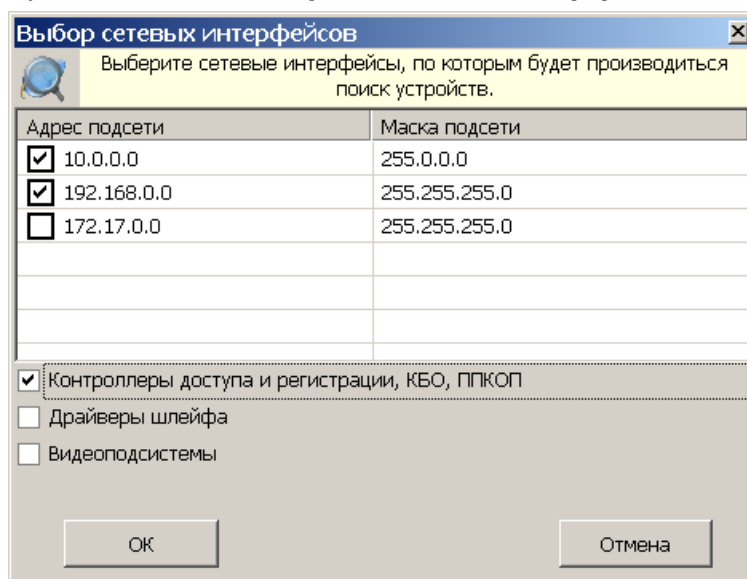 Выбор сетевых интерфейсов
Выберите сетевые интерфейсы, по которым будет производиться
поиск устройств.
Адрес подсети Маска подсети
10.0.0.0 255.0.0.0
192.168.0.0 255.255.255.0
172.17.0.0 255.255.255.0
Контроллеры доступа и регистрации, КБО, ППКОП
Драйверы шлейфа
Видеоподсистемы
ОК Отмена